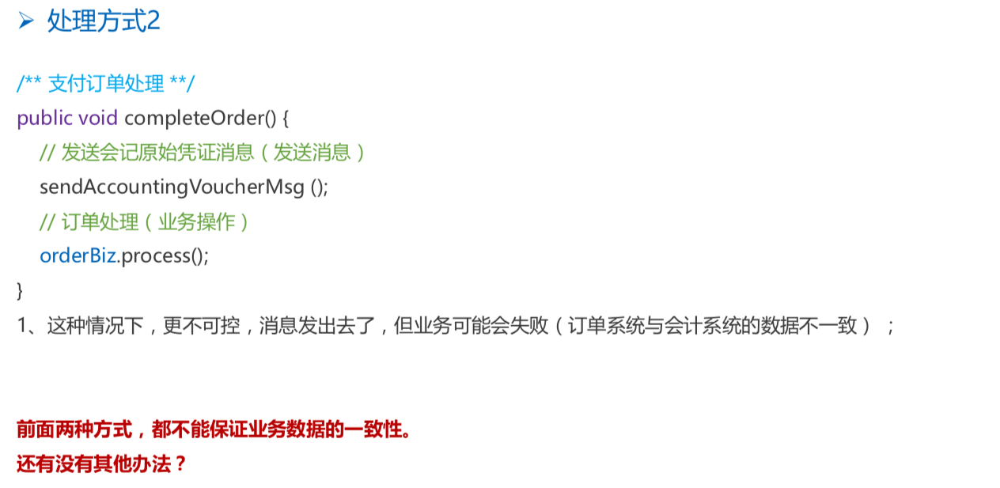 ➢ 处理方式2
/** 支付订单处理 **/
public void completeOrder() {
// 发送会记原始凭证消息（发送消息）
sendAccountingVoucherMsg ();
// 订单处理（业务操作）
orderBiz.process();
}
1、这种情况下，更不可控，消息发出去了，但业务可能会失败（订单系统与会计系统的数据不一致）；
前面两种方式，都不能保证业务数据的一致性。
还有没有其他办法？